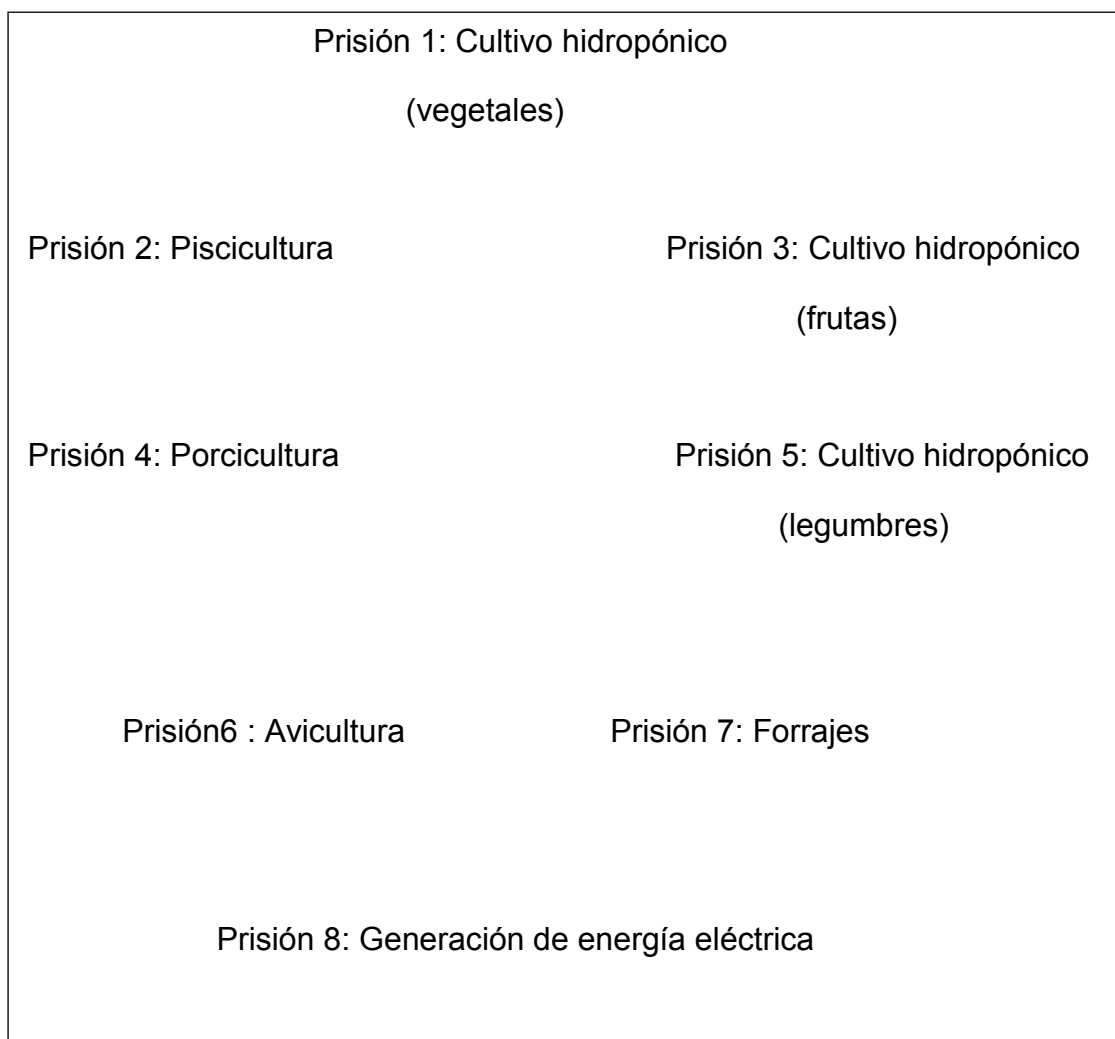 Prisión 1: Cultivo hidropónico
(vegetales)
Prisión 2: Piscicultura
Prisión 3: Cultivo hidropónico
(frutas)
Prisión 4: Porcicultura
Prisión 5: Cultivo hidropónico
(legumbres)
Prisión6 : Avicultura
Prisión 7: Forrajes
Prisión 8: Generación de energía eléctrica